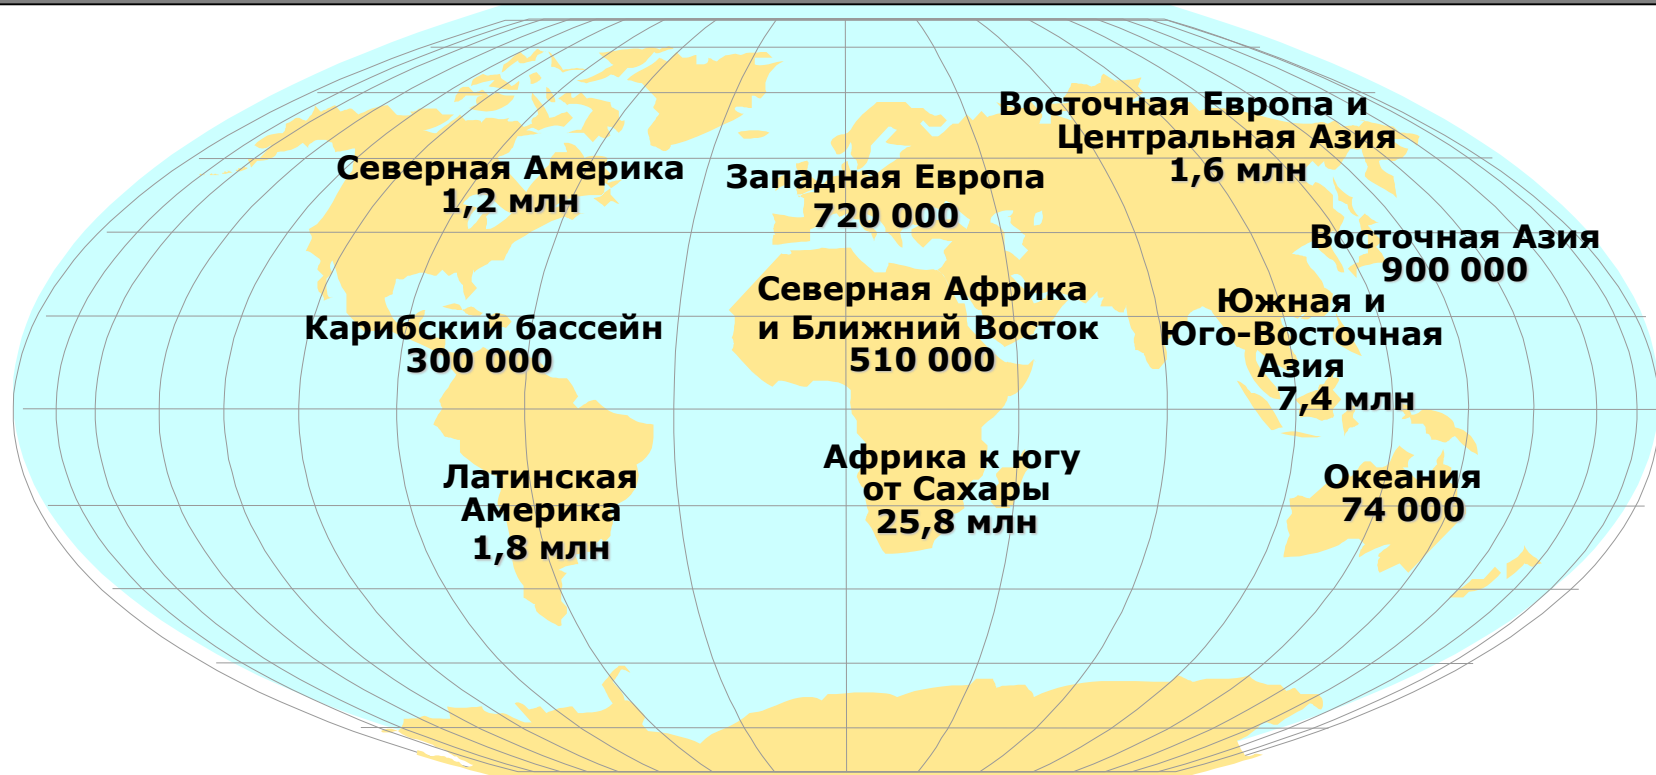 Восточная Европа и
Центральная Азия
1,6 млн
Северная Америка
1,2 млн
Западная Европа
720 000
Восточная Азия
900 000
Северная Африка
и Ближний Восток
510 000
Южная и
Юго-Восточная
Азия
7,4 млн
Карибский бассейн
300 000
Африка к югу
от Сахары
25,8 млн
Латинская
Америка
1,8 млн
Океания
74 000